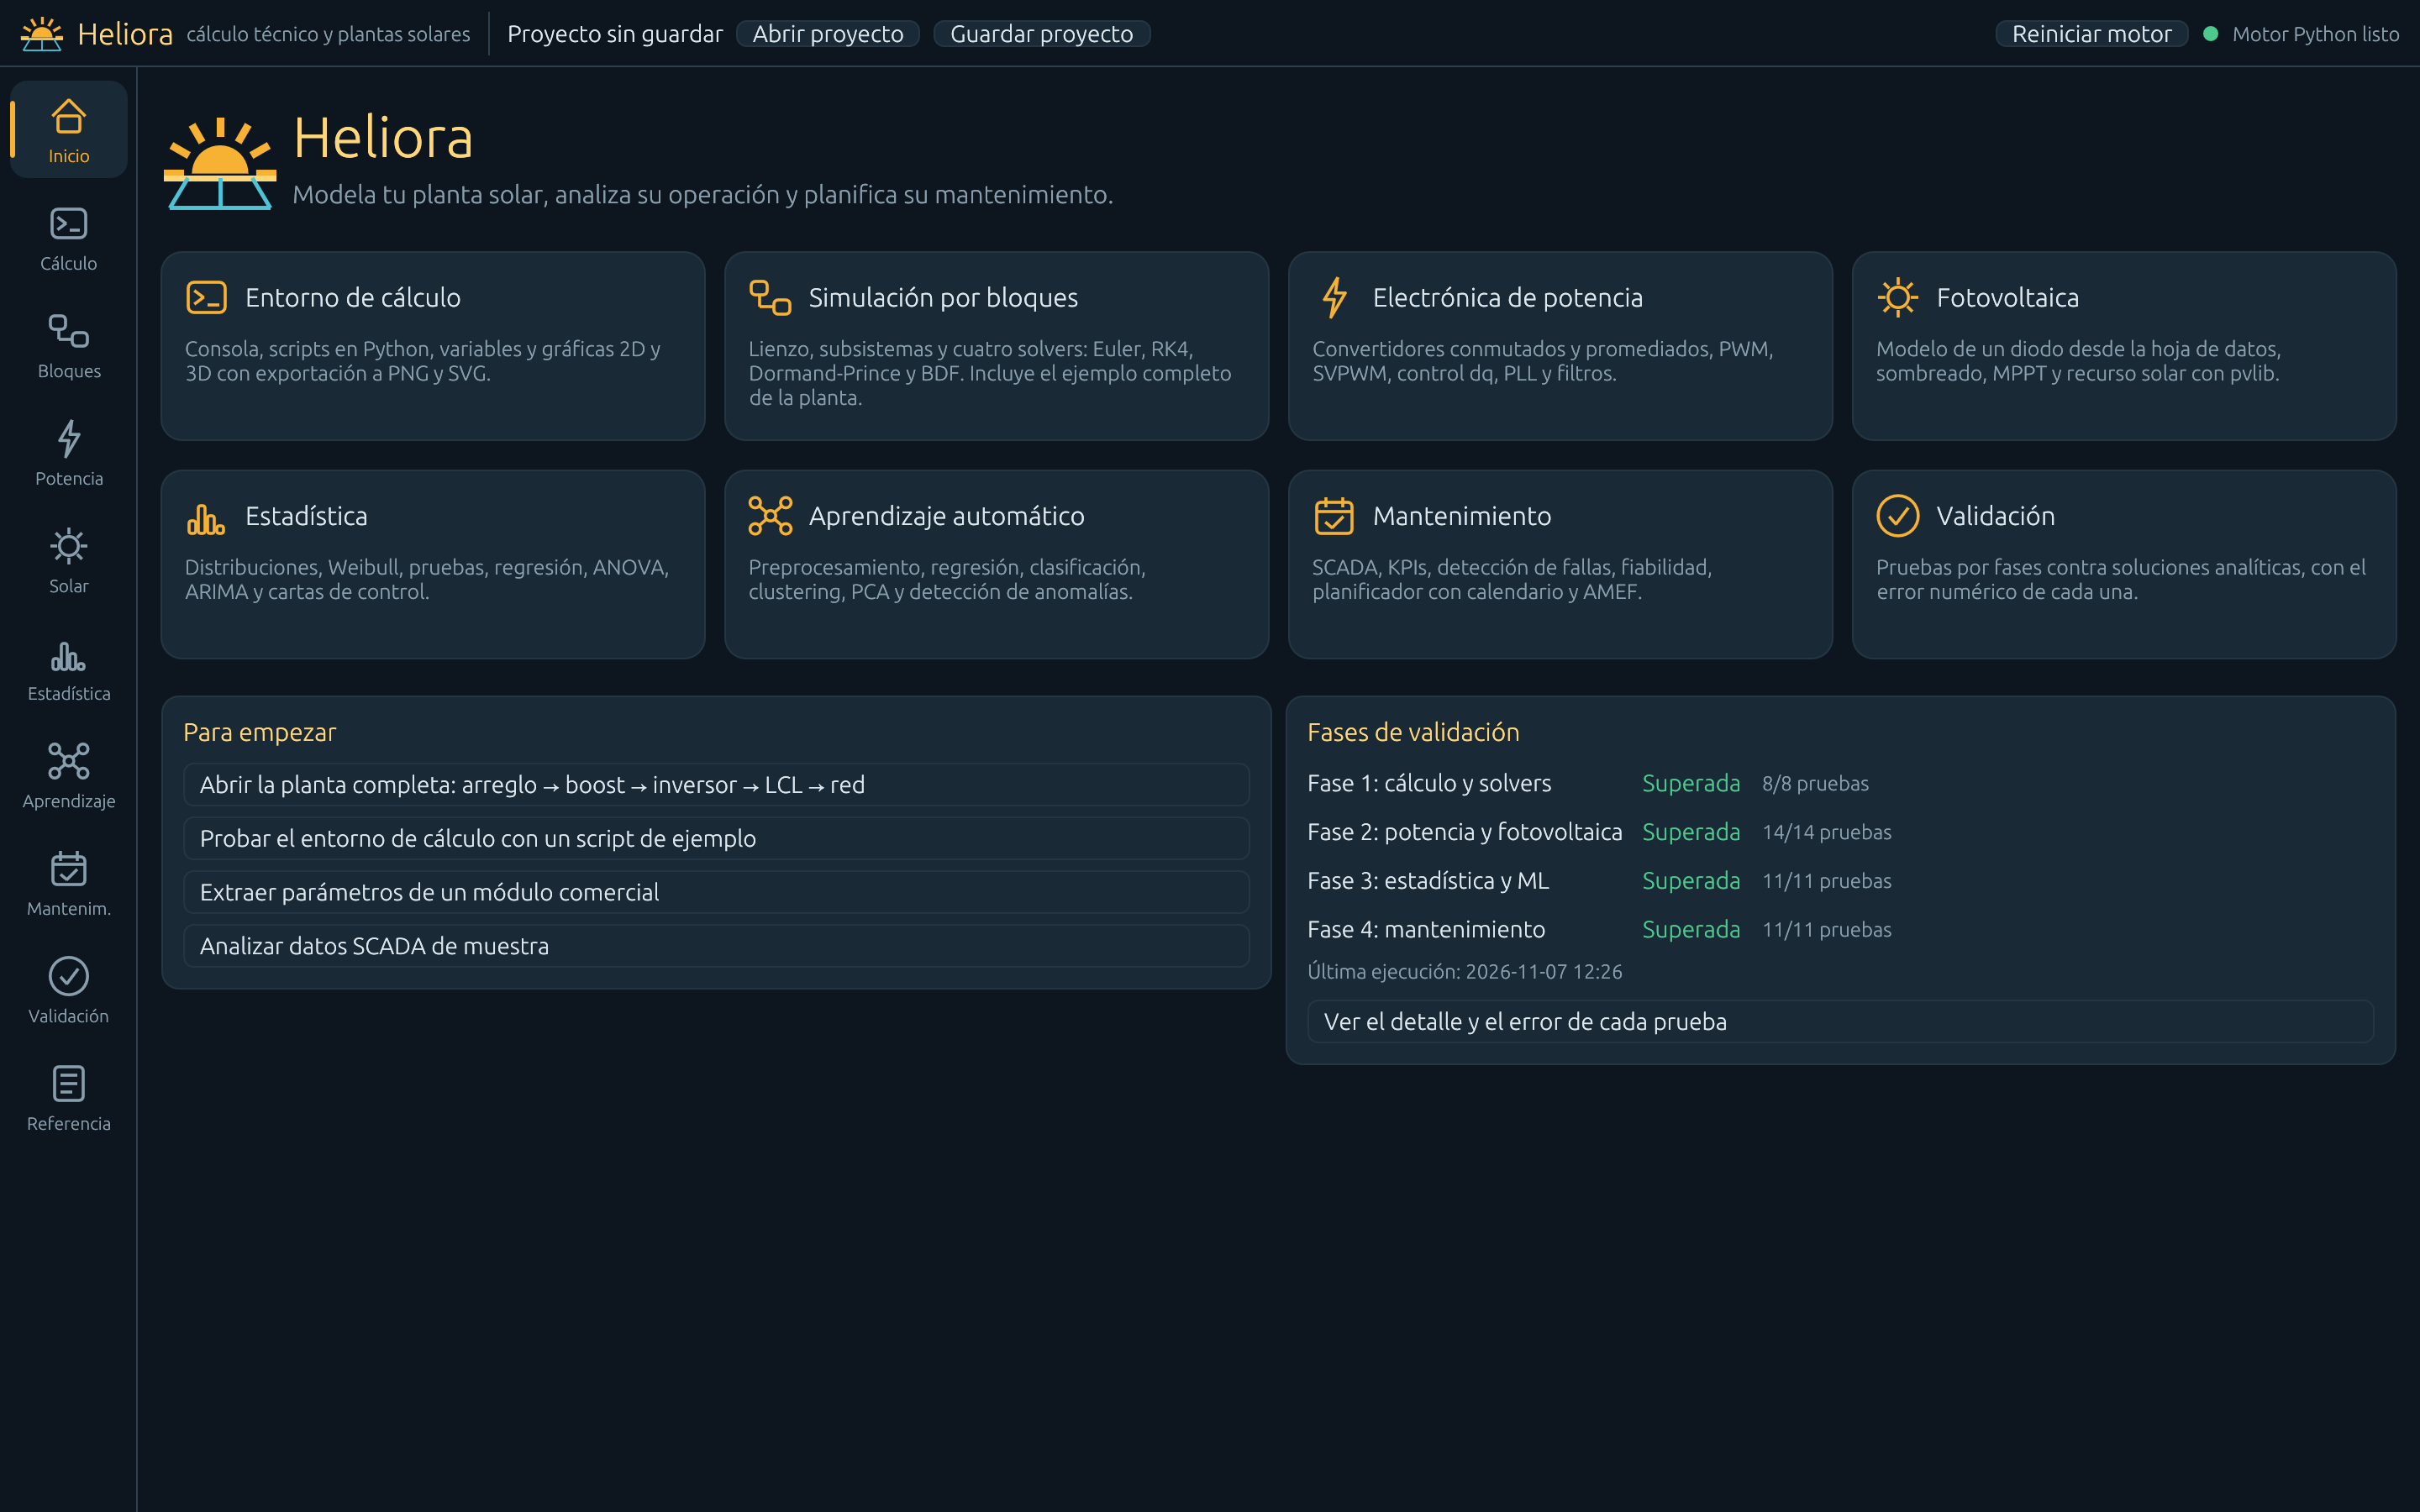 Heliora cálculo técnico y plantas solares Proyecto sin guardar Abrir proyecto Guardar proyecto Reiniciar motor Motor Python listo
Inicio
Cálculo
Bloques
Potencia
Solar
Estadística
Aprendizaje
Mantenim.
Validación
Referencia
Heliora
Modela tu planta solar, analiza su operación y planifica su mantenimiento.
Entorno de cálculo
Consola, scripts en Python, variables y gráficas 2D y
3D con exportación a PNG y SVG.
Simulación por bloques
Lienzo, subsistemas y cuatro solvers: Euler, RK4,
Dormand-Prince y BDF. Incluye el ejemplo completo
de la planta.
Electrónica de potencia
Convertidores conmutados y promediados, PWM,
SVPWM, control dq, PLL y filtros.
Fotovoltaica
Modelo de un diodo desde la hoja de datos,
sombreado, MPPT y recurso solar con pvlib.
Estadística
Distribuciones, Weibull, pruebas, regresión, ANOVA,
ARIMA y cartas de control.
Aprendizaje automático
Preprocesamiento, regresión, clasificación,
clustering, PCA y detección de anomalías.
Mantenimiento
SCADA, KPIs, detección de fallas, fiabilidad,
planificador con calendario y AMEF.
Validación
Pruebas por fases contra soluciones analíticas, con el
error numérico de cada una.
Para empezar
Abrir la planta completa: arreglo → boost → inversor → LCL → red
Probar el entorno de cálculo con un script de ejemplo
Extraer parámetros de un módulo comercial
Analizar datos SCADA de muestra
Fases de validación
Fase 1: cálculo y solvers Superada 8/8 pruebas
Fase 2: potencia y fotovoltaica Superada 14/14 pruebas
Fase 3: estadística y ML Superada 11/11 pruebas
Fase 4: mantenimiento Superada 11/11 pruebas
Última ejecución: 2026-11-07 12:26
Ver el detalle y el error de cada prueba